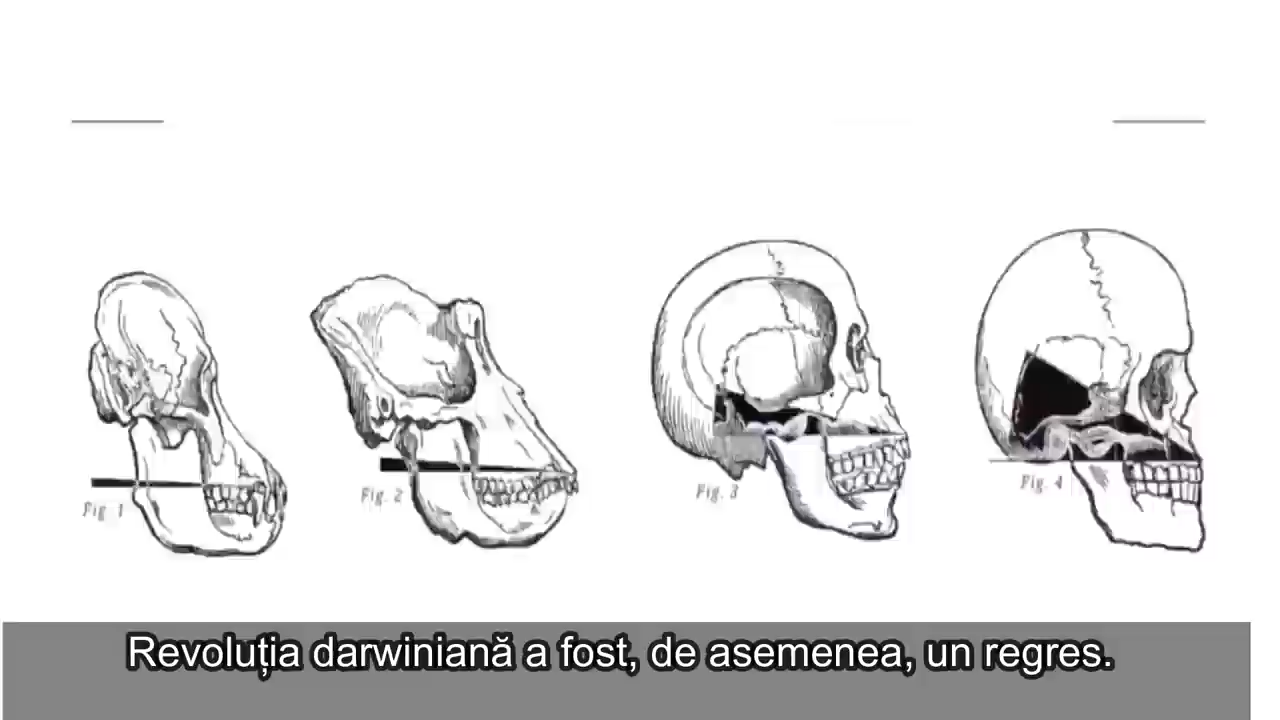 Fig. 1
Fig. 2
Fig. 3
Fig. 4
Revoluția darwiniană a fost, de asemenea, un regres.